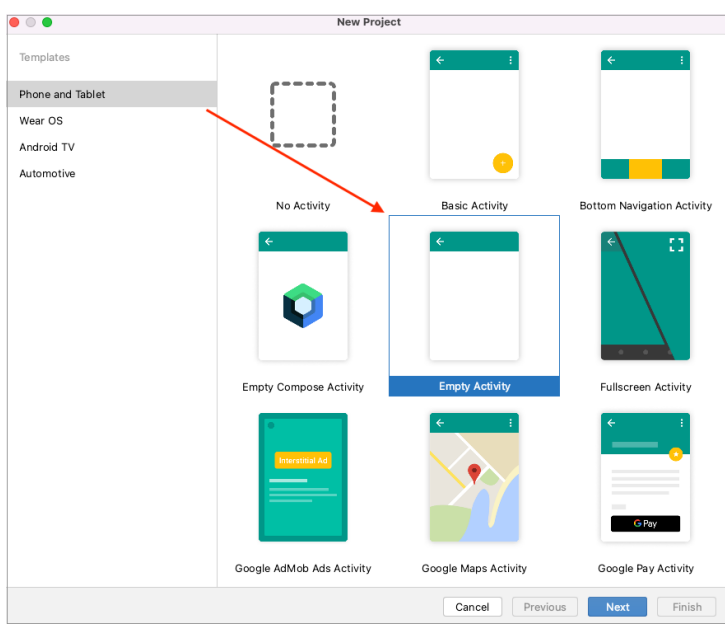 New Project
Templates
Phone and Tablet
Wear OS
Android TV
Automotive
No Activity
Basic Activity
Bottom Navigation Activity
Empty Compose Activity
Empty Activity
Fullscreen Activity
Interstinial Ad
G Pay
Google AdMob Ads Activity
Google Maps Activity
Google Pay Activity
Cancel
Previous
Next
Finish